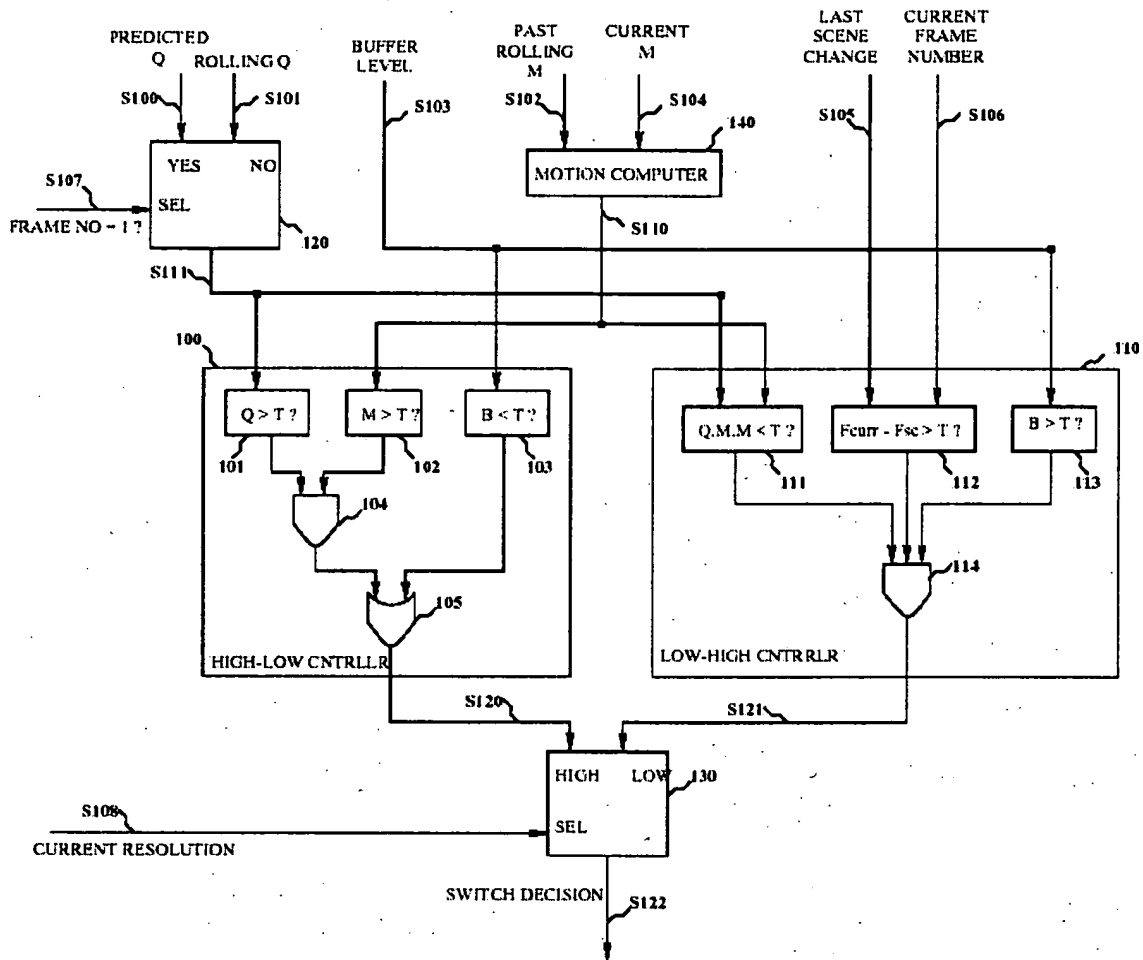 PREDICTED
Q
ROLLING Q
BUFFER
LEVEL
PAST
ROLLING
M
CURRENT
M
LAST
SCENE
CHANGE
CURRENT
FRAME
NUMBER
S100
S101
S103
S102
S104
S105
S106
140
YES NO
SEL
S107
FRAME NO = 1 ?
120
MOTION COMPUTER
S110
S111
100
110
Q > T ?
M > T ?
B < T ?
Q.M.M < T ?
Fcurr - Fsc > T ?
B > T ?
101
102
103
111
112
113
104
114
105
HIGH-LOW CNTRLLR
LOW-HIGH CNTRRLR
S120
S121
HIGH LOW
130
SEL
S108
CURRENT RESOLUTION
SWITCH DECISION
S122